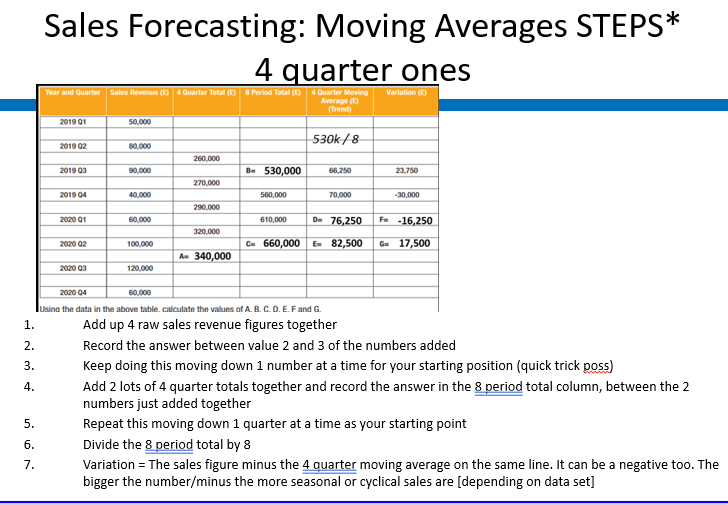 Sales Forecasting: Moving Averages STEPS*
4 quarter ones
Year and Quarter Sales Revenue (£) 4 Quarter Total (£) 8 Period Total (£) 4 Quarter Moving Average (£) (Trend) Variation (£)
2019 Q1 50,000
530k / 8
2019 Q2 80,000
260,000
2019 Q3 90,000 B= 530,000 66,250 23,750
270,000
2019 Q4 40,000 560,000 70,000 -30,000
290,000
2020 Q1 60,000 610,000 D= 76,250 F= -16,250
320,000
2020 Q2 100,000 C= 660,000 E= 82,500 G= 17,500
A= 340,000
2020 Q3 120,000
2020 Q4 60,000
Using the data in the above table, calculate the values of A, B, C, D, E, F and G.
1. Add up 4 raw sales revenue figures together
2. Record the answer between value 2 and 3 of the numbers added
3. Keep doing this moving down 1 number at a time for your starting position (quick trick poss)
4. Add 2 lots of 4 quarter totals together and record the answer in the 8 period total column, between the 2
numbers just added together
5. Repeat this moving down 1 quarter at a time as your starting point
6. Divide the 8 period total by 8
7. Variation = The sales figure minus the 4 quarter moving average on the same line. It can be a negative too. The
bigger the number/minus the more seasonal or cyclical sales are [depending on data set]